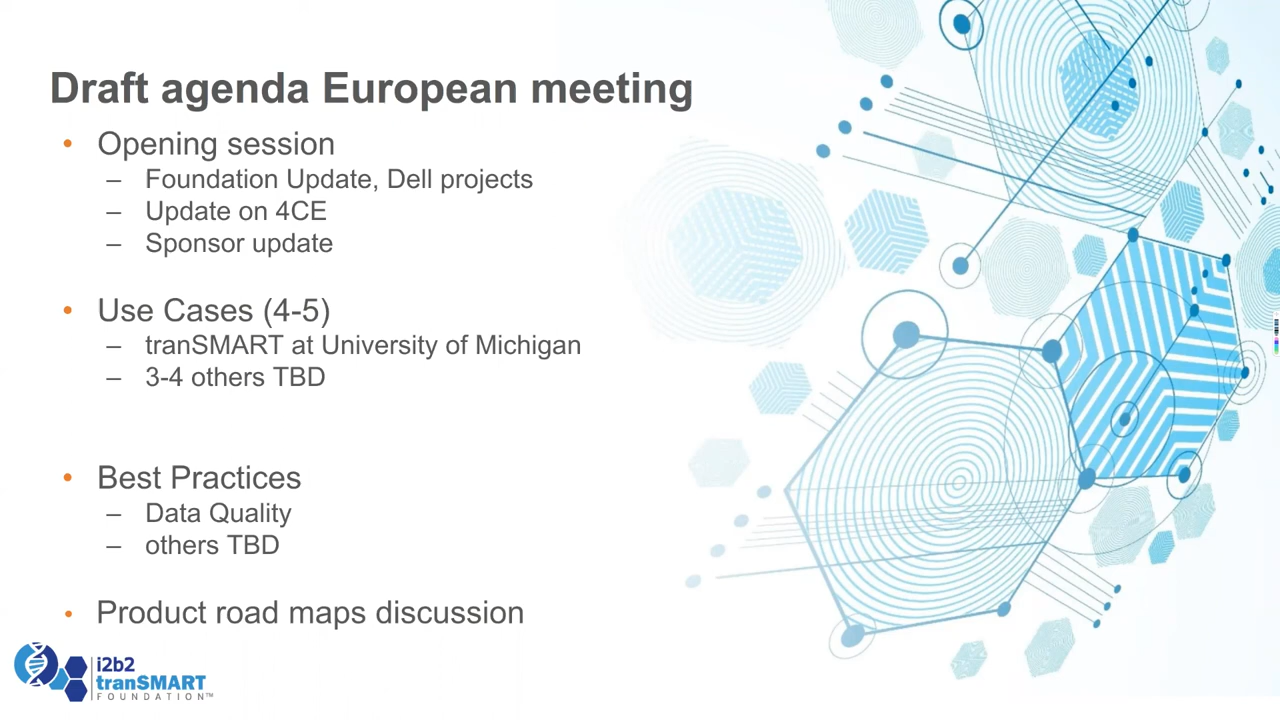 Draft agenda European meeting
• Opening session
– Foundation Update, Dell projects
– Update on 4CE
– Sponsor update
• Use Cases (4-5)
– tranSMART at University of Michigan
– 3-4 others TBD
• Best Practices
– Data Quality
– others TBD
• Product road maps discussion
i2b2
tranSMART
FOUNDATION™